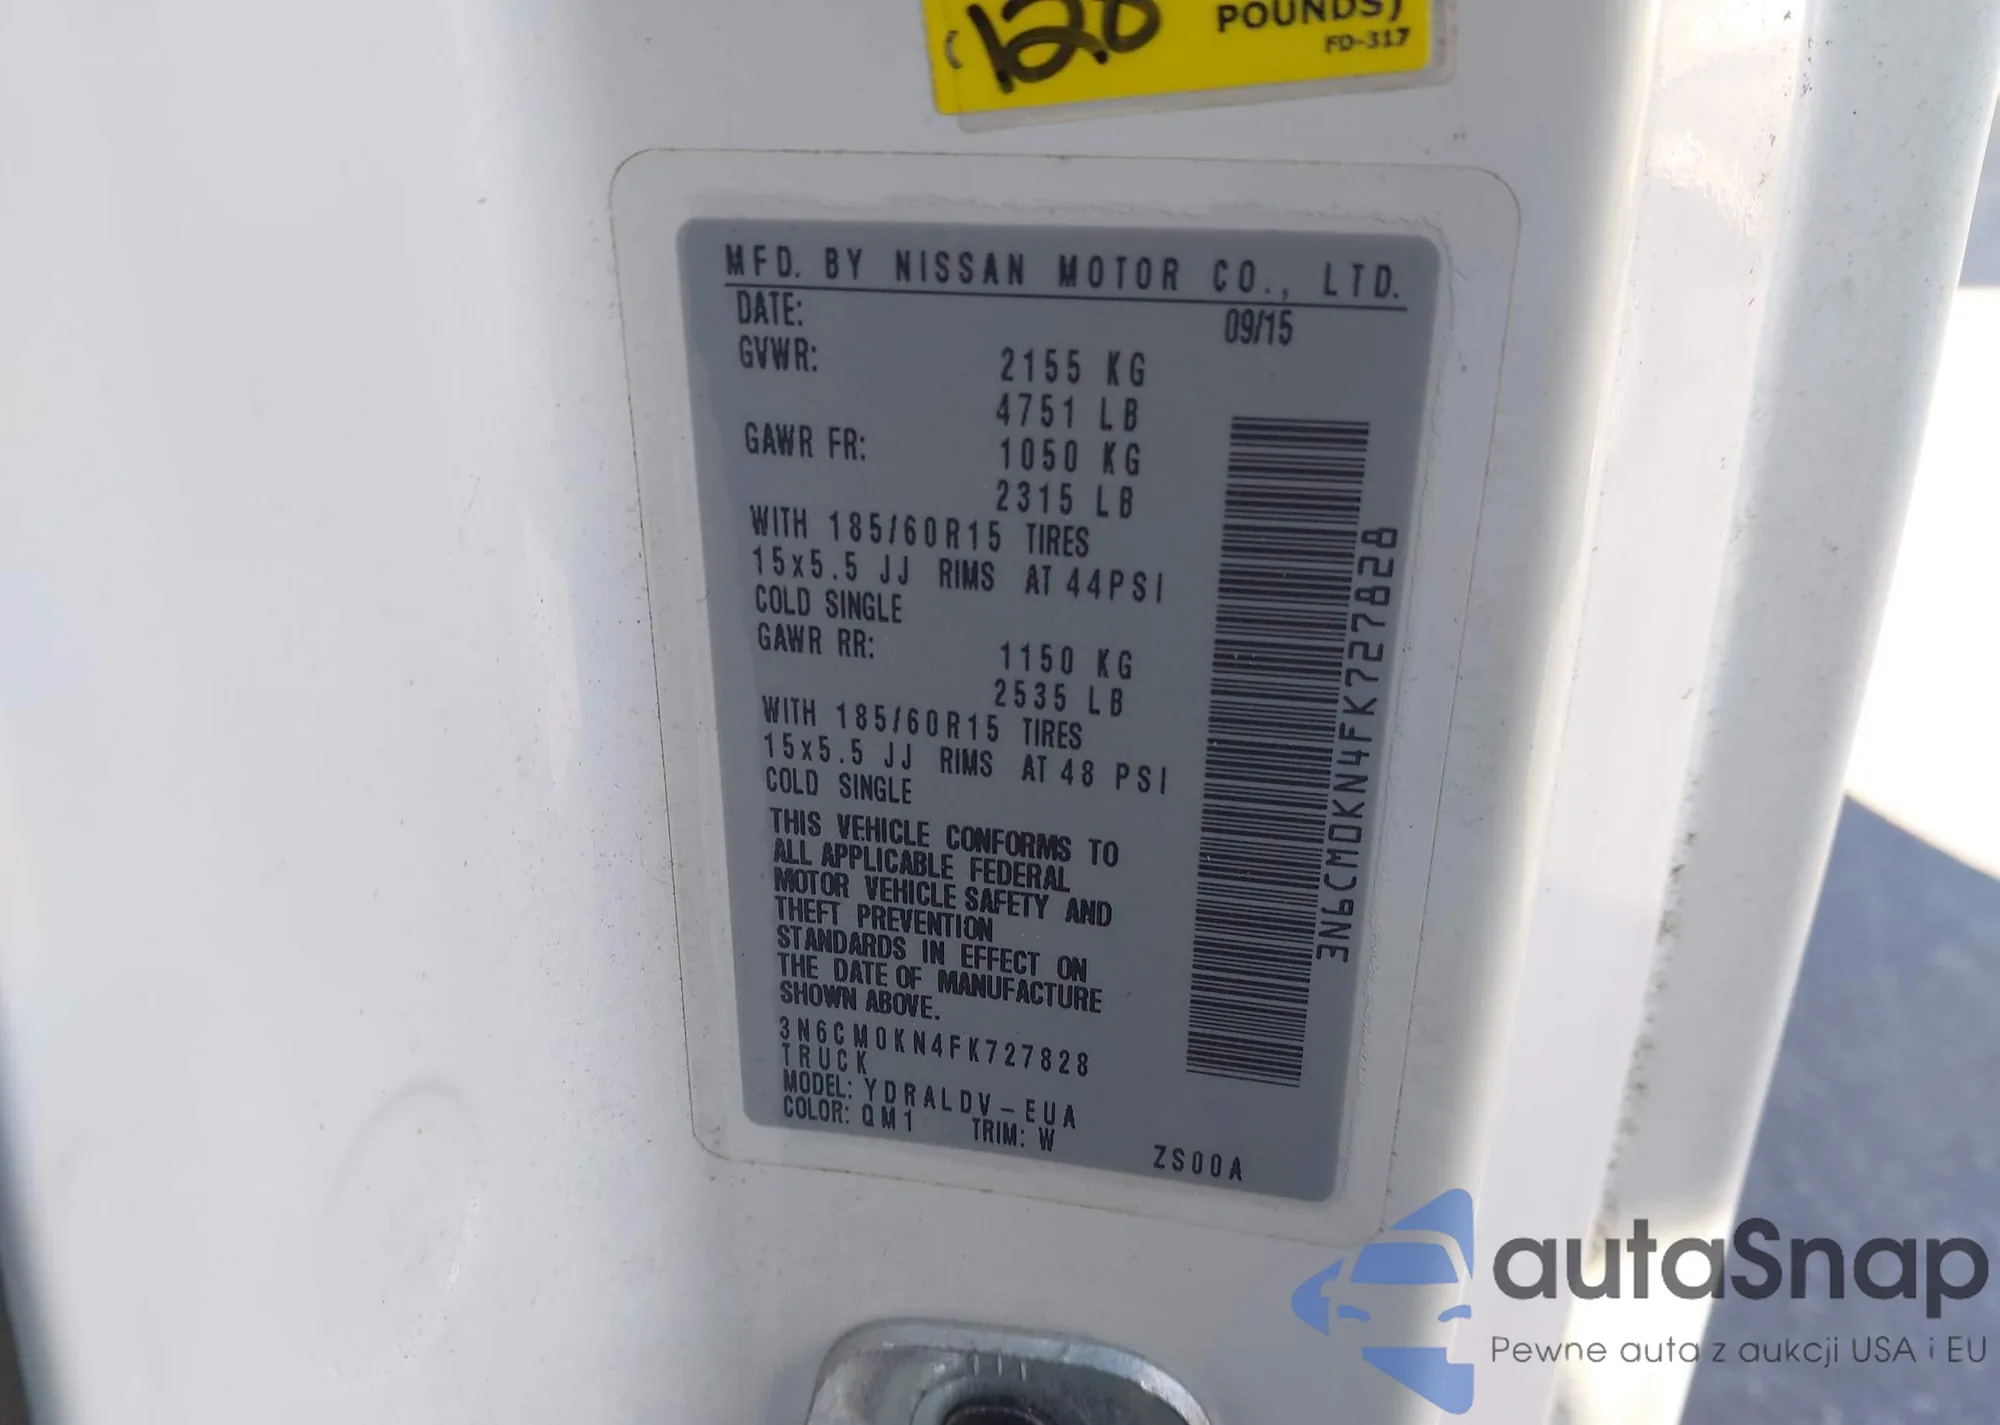 (128 POUNDS)
FD-317
MFD. BY NISSAN MOTOR CO., LTD.
DATE: 09/15
GVWR: 2155 KG
4751 LB
GAWR FR: 1050 KG
2315 LB
WITH 185/60R15 TIRES
15x5.5 JJ RIMS AT 44PSI
COLD SINGLE
GAWR RR: 1150 KG
2535 LB
WITH 185/60R15 TIRES
15x5.5 JJ RIMS AT 48 PSI
COLD SINGLE
THIS VEHICLE CONFORMS TO
ALL APPLICABLE FEDERAL
MOTOR VEHICLE SAFETY AND
THEFT PREVENTION
STANDARDS IN EFFECT ON
THE DATE OF MANUFACTURE
SHOWN ABOVE.
3N6CM0KN4FK727828
TRUCK
MODEL: YDRALDV-EUA
COLOR: QM1 TRIM: W
ZS00A
3N6CM0KN4FK727828
autaSnap
Pewne auta z aukcji USA i EU